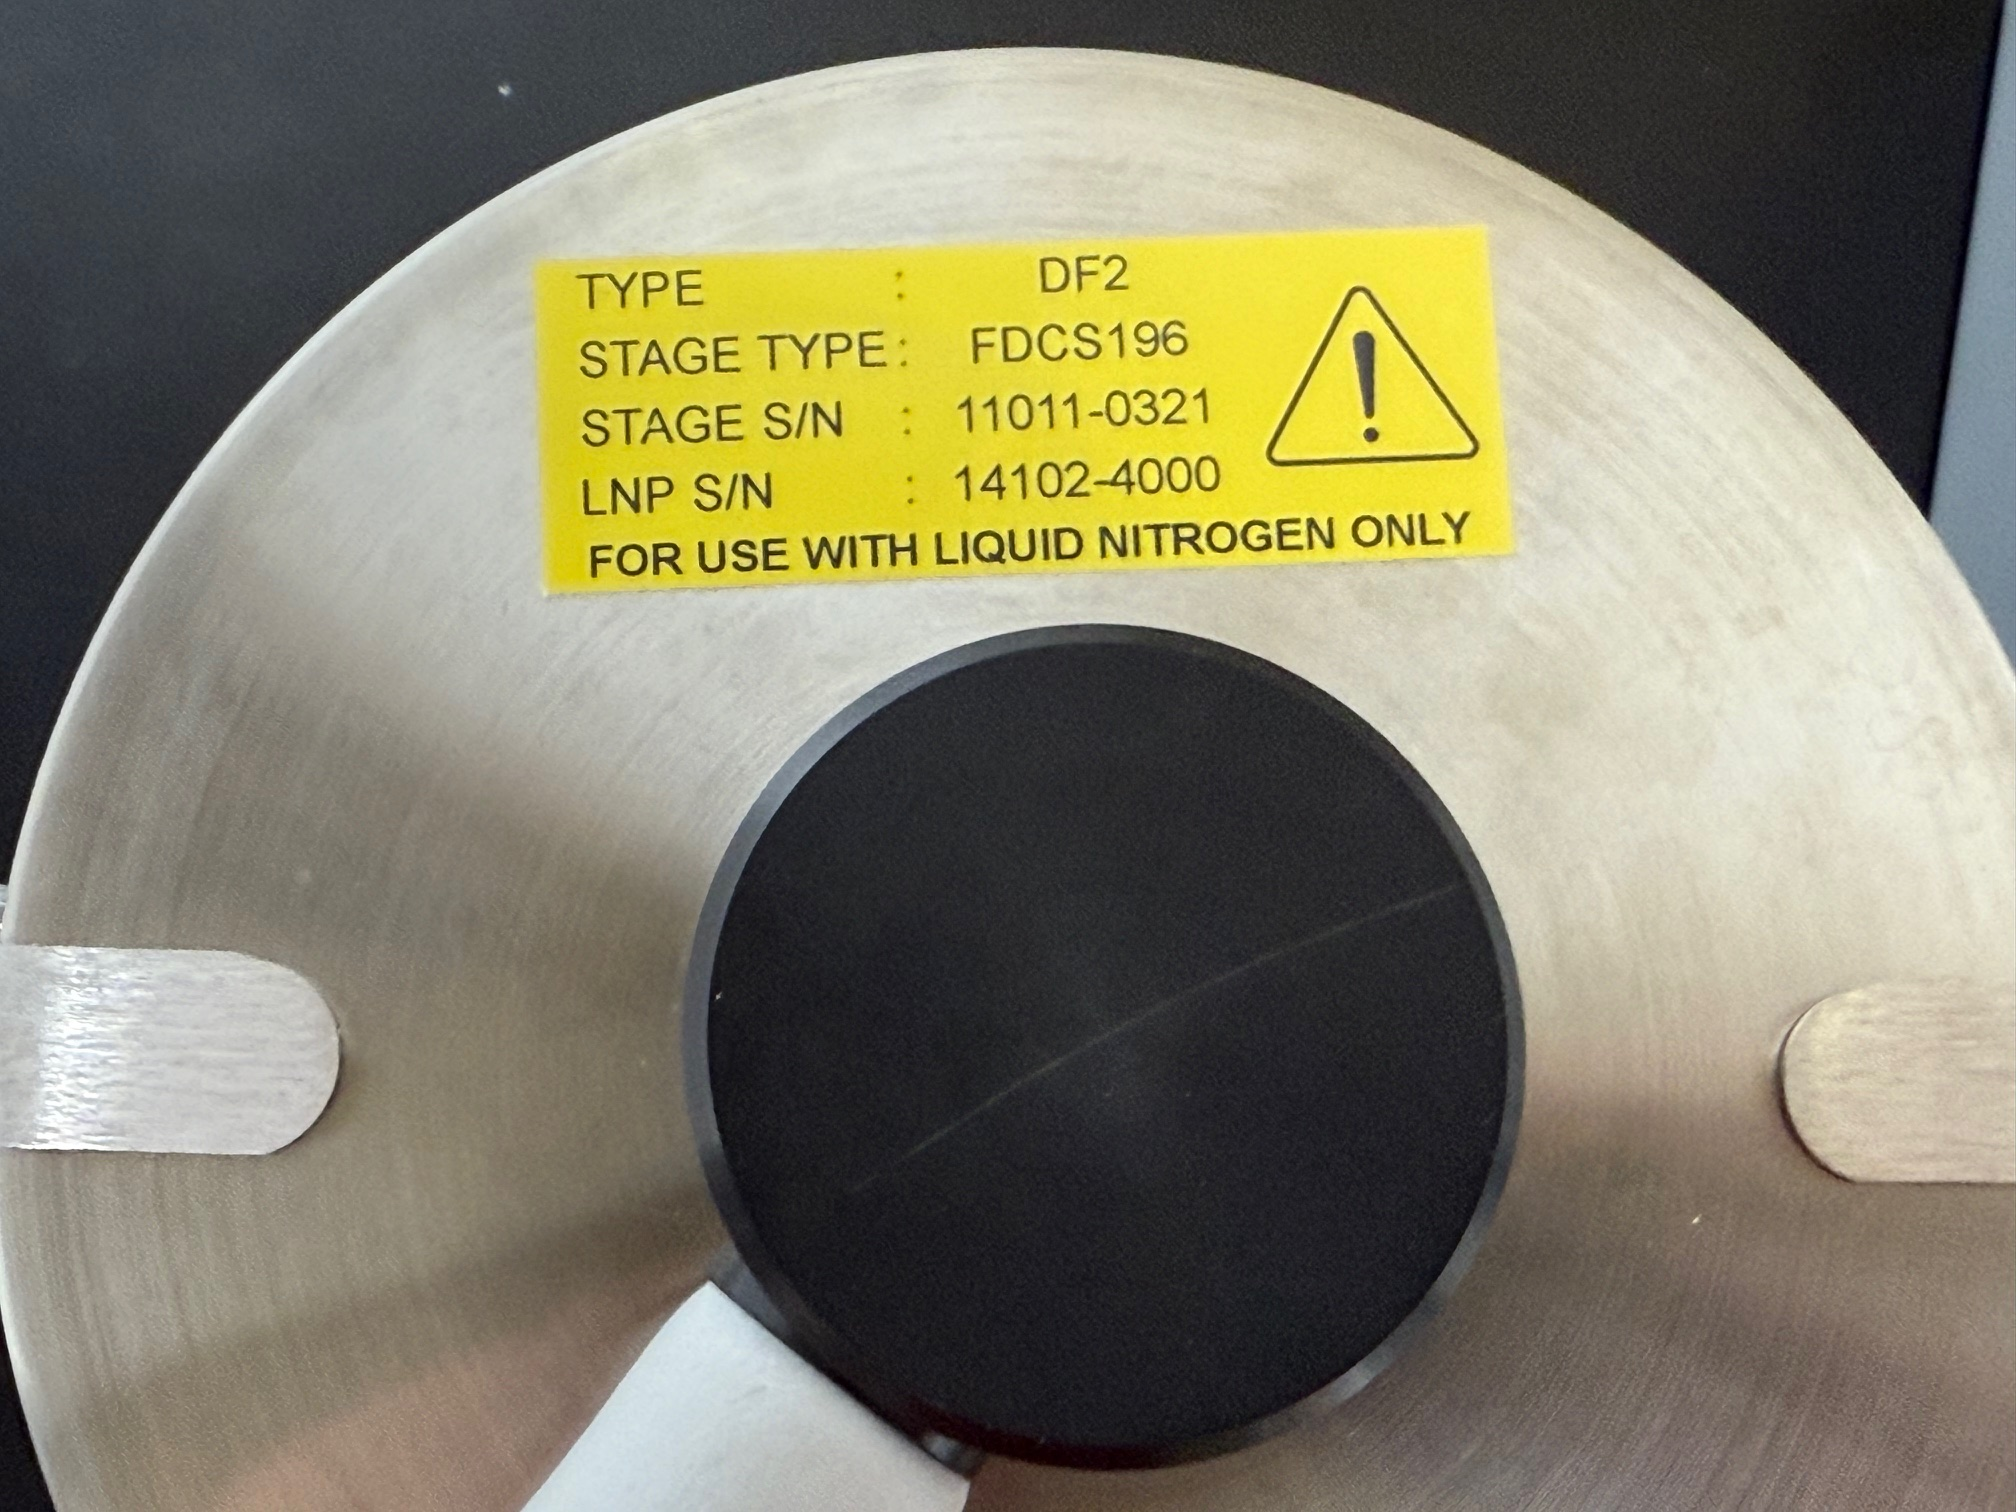 TYPE : DF2
STAGE TYPE : FDCS196
STAGE S/N : 11011-0321
LNP S/N : 14102-4000
FOR USE WITH LIQUID NITROGEN ONLY